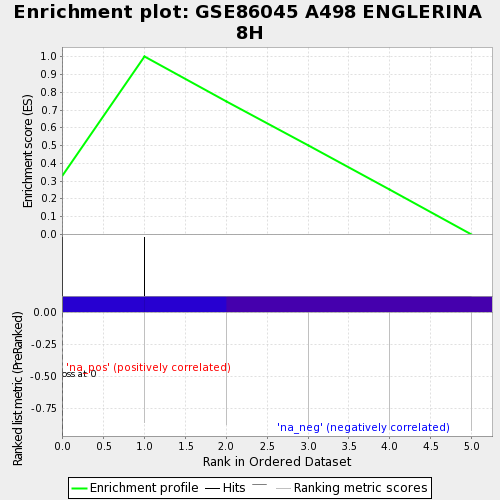 Enrichment plot: GSE86045 A498 ENGLERINA
8H
Enrichment score (ES)
1.0
0.9
0.8
0.7
0.6
0.5
0.4
0.3
0.2
0.1
0.0
Ranked list metric (PreRanked)
0.00
-0.25
-0.50
-0.75
'na_pos' (positively correlated)
oss at 0
'na_neg' (negatively correlated)
0.0 0.5 1.0 1.5 2.0 2.5 3.0 3.5 4.0 4.5 5.0
Rank in Ordered Dataset
Enrichment profile Hits Ranking metric scores